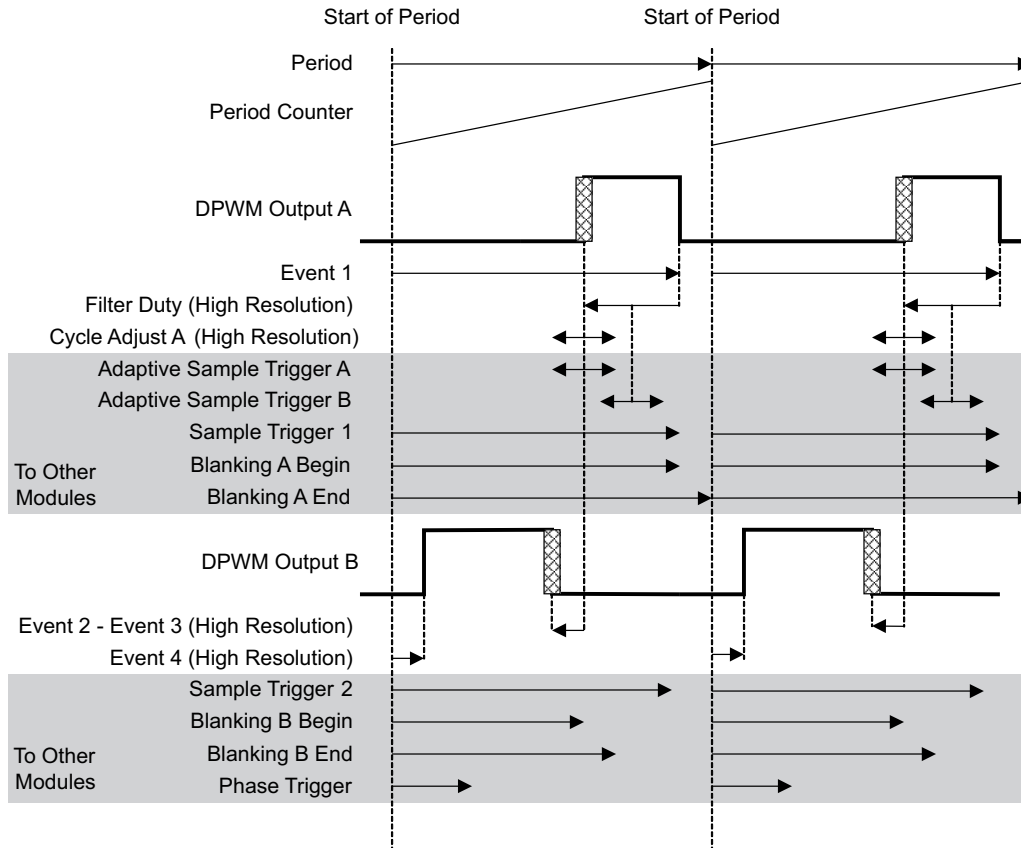 Start of Period
Start of Period
Period
Period Counter
DPWM Output A
Event 1
Filter Duty (High Resolution)
Cycle Adjust A (High Resolution)
Adaptive Sample Trigger A
Adaptive Sample Trigger B
Sample Trigger 1
Blanking A Begin
To Other
Modules
Blanking A End
DPWM Output B
Event 2 - Event 3 (High Resolution)
Event 4 (High Resolution)
Sample Trigger 2
Blanking B Begin
Blanking B End
To Other
Modules
Phase Trigger